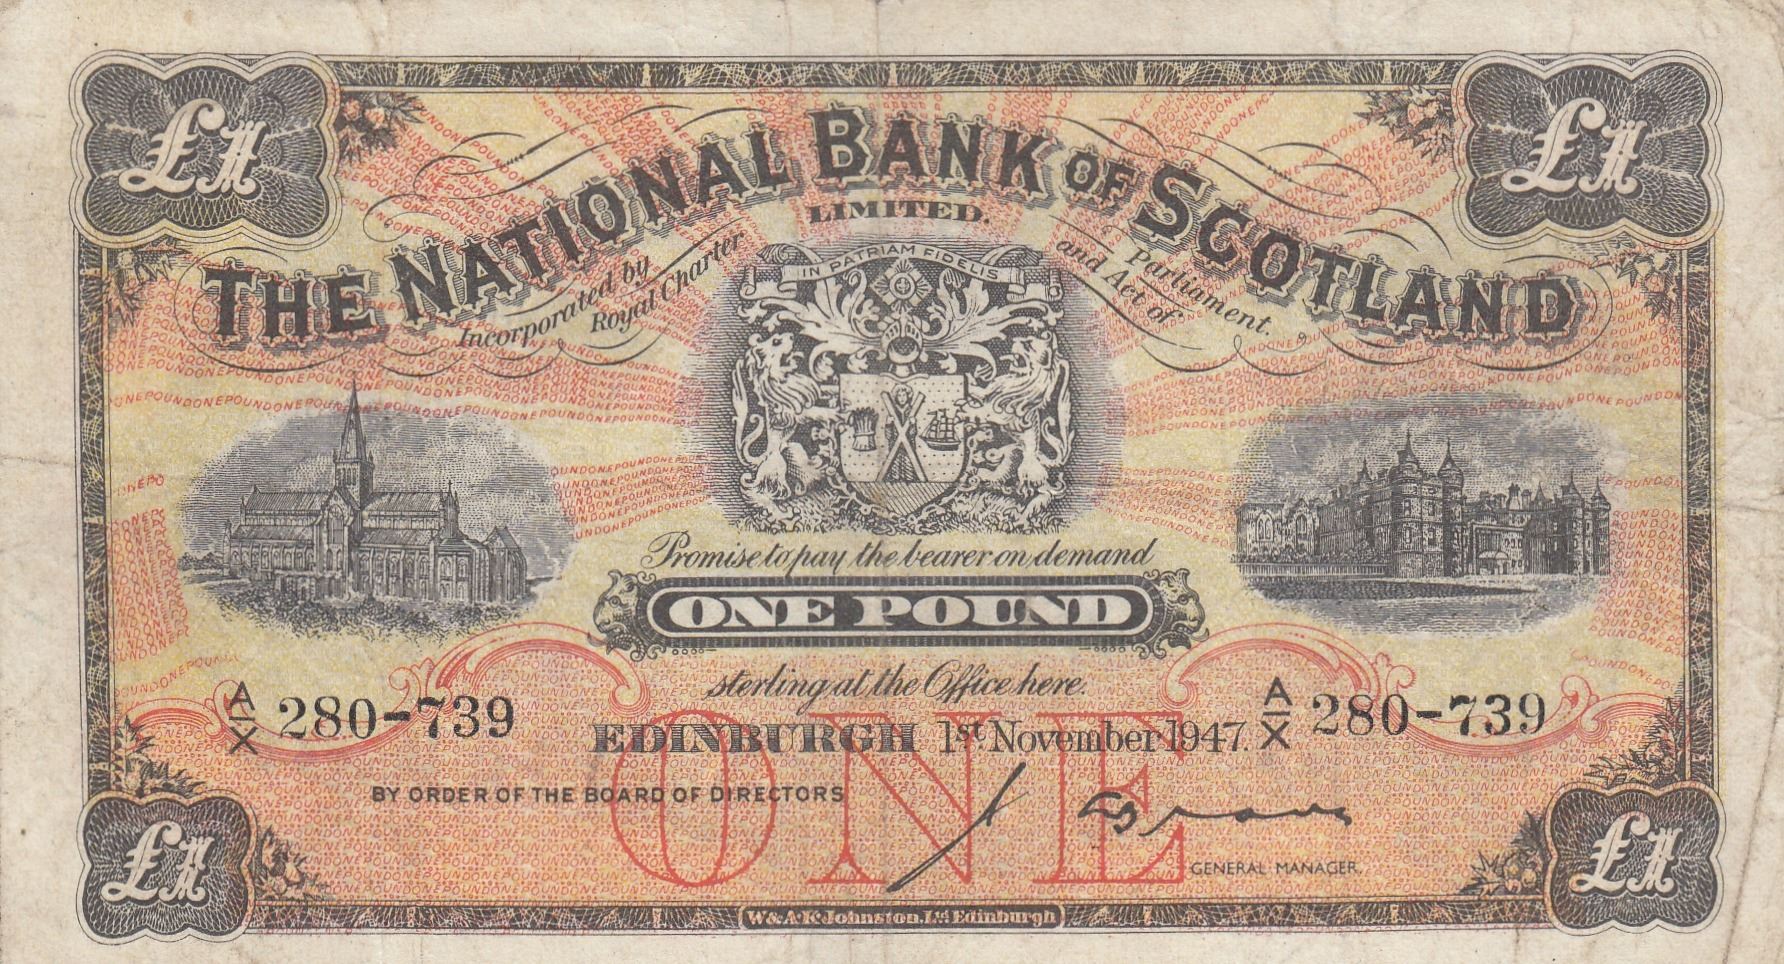 £1 £1
THE NATIONAL BANK OF SCOTLAND
LIMITED.
Incorporated by
Royal Charter
and Act of
Parliament.
IN PATRIAM FIDELIS
Promise to pay the bearer on demand
ONE POUND
sterling at the Office here.
A/X 280-739 A/X 280-739
EDINBURGH 1st November 1947.
ONE
BY ORDER OF THE BOARD OF DIRECTORS
GENERAL MANAGER.
£1 £1
W. & A.K. Johnston, Ltd Edinburgh